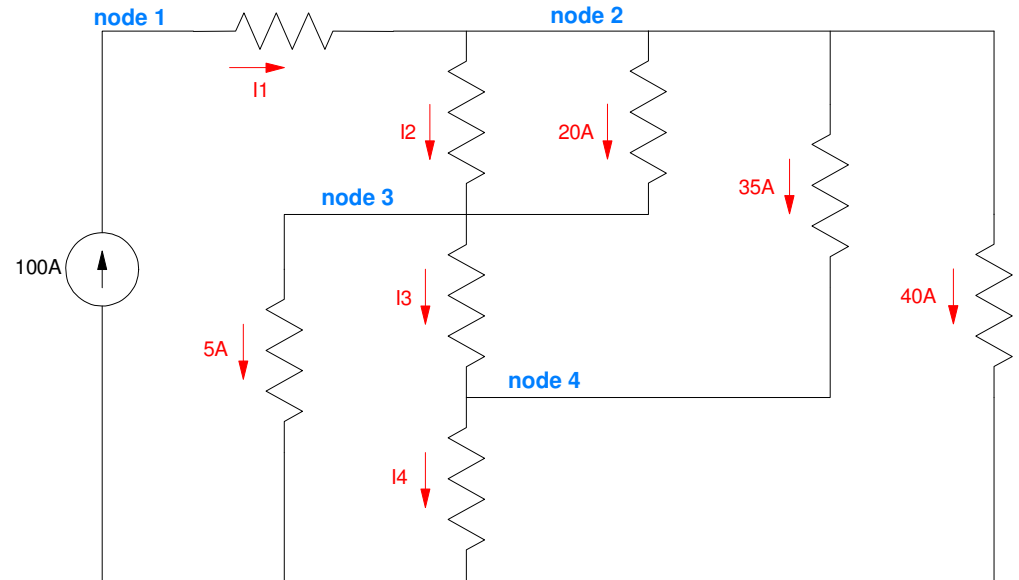 node 1
node 2
I1
I2
20A
35A
node 3
100A
I3
40A
5A
node 4
I4